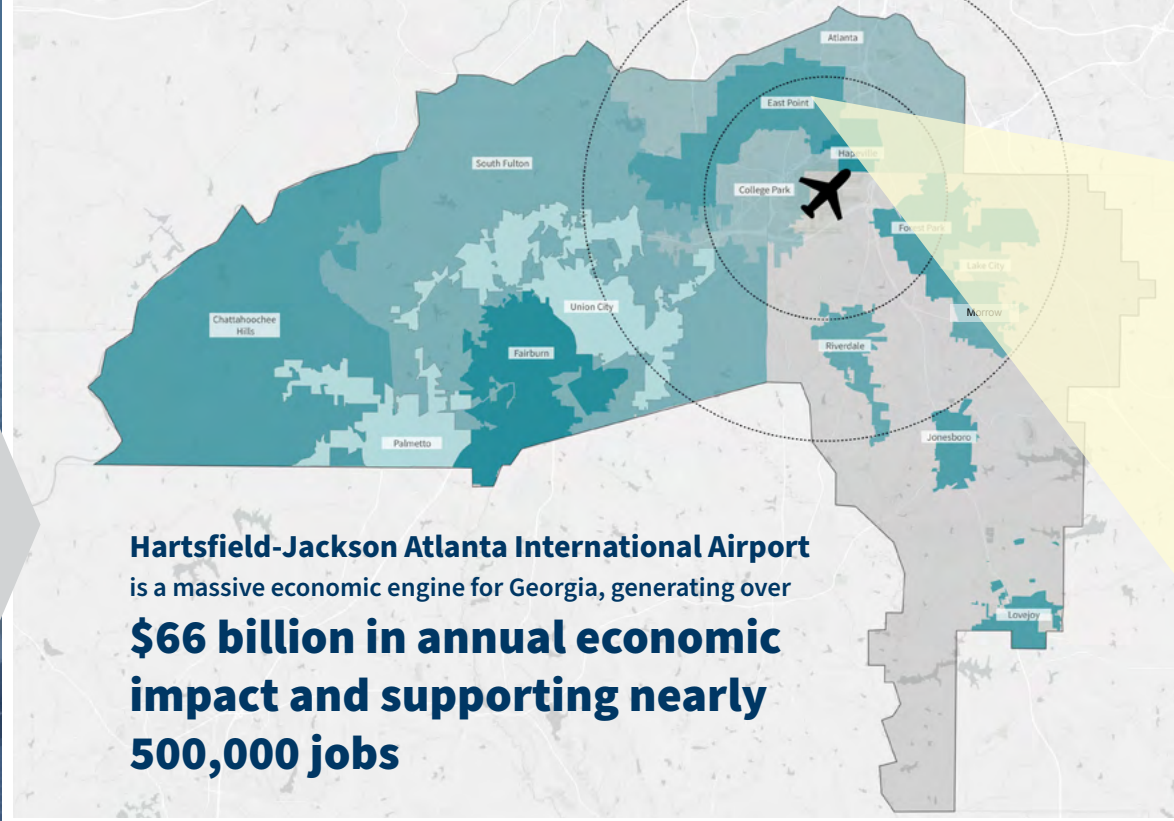 Atlanta
East Point
Hapeville
South Fulton
College Park
Forest Park
Lake City
Union City
Morrow
Chattahoochee
Hills
Riverdale
Fairburn
Jonesboro
Palmetto
Hartsfield-Jackson Atlanta International Airport
is a massive economic engine for Georgia, generating over
$66 billion in annual economic
impact and supporting nearly
500,000 jobs
Lovejoy